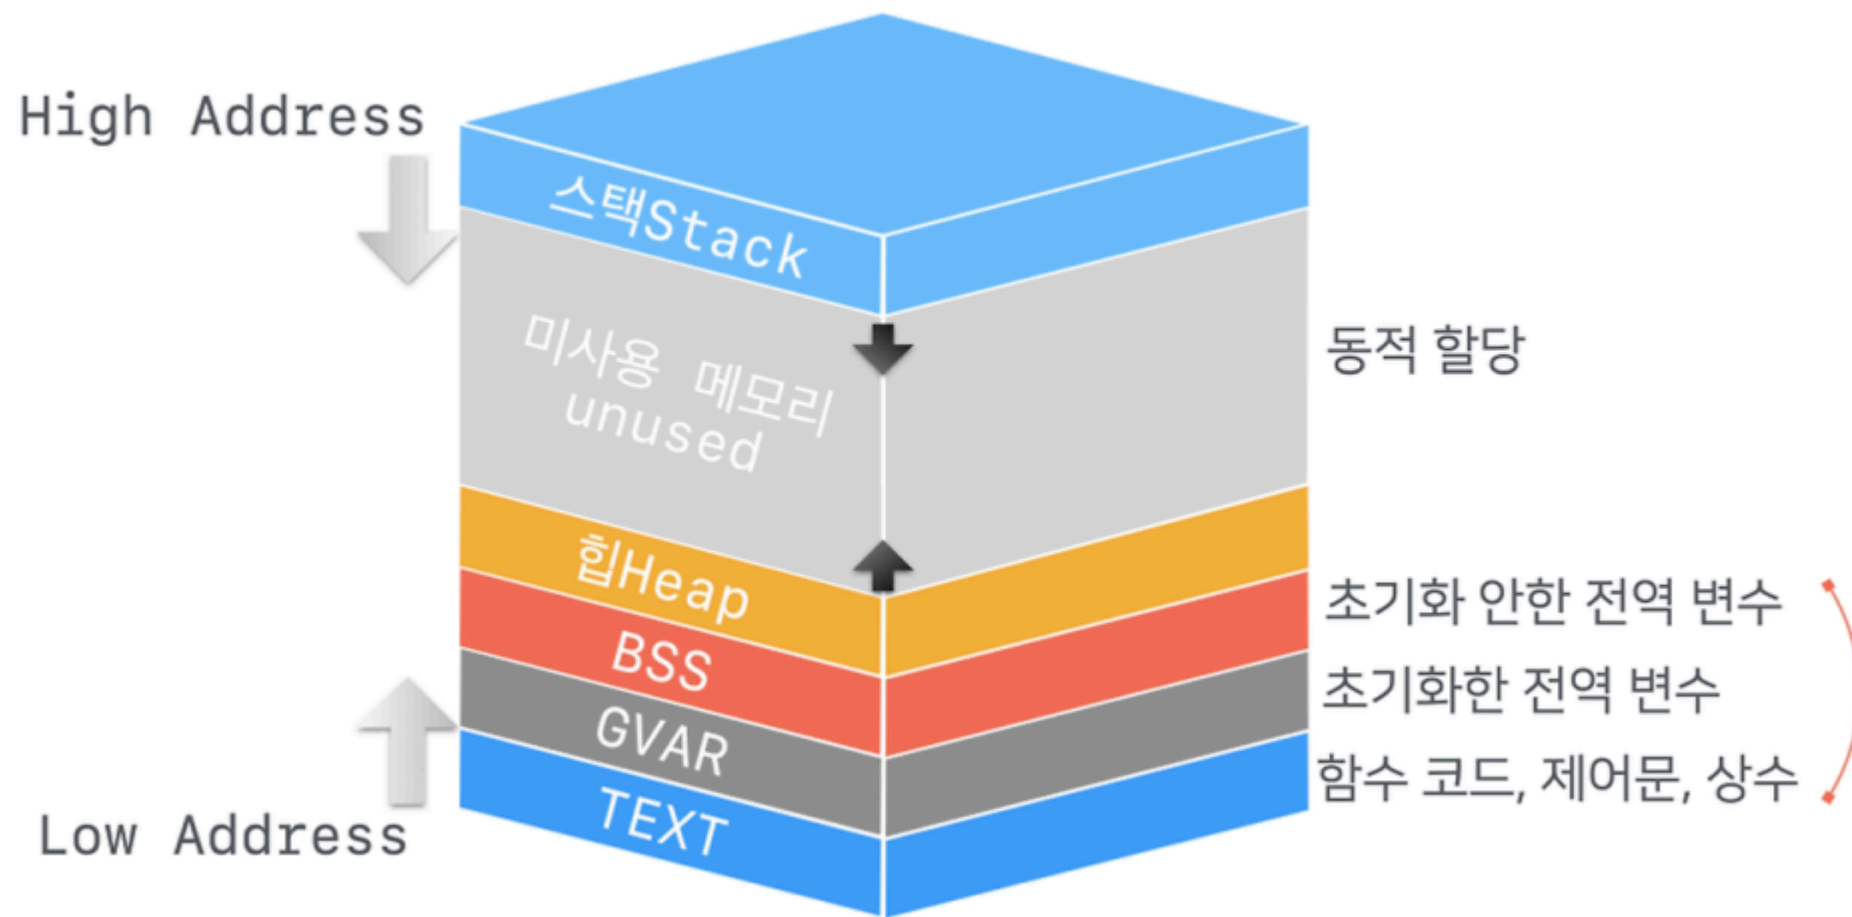 High Address
스택Stack
미사용 메모리
unused
동적 할당
힙Heap
초기화 안한 전역 변수
BSS
초기화한 전역 변수
GVAR
함수 코드, 제어문, 상수
TEXT
Low Address